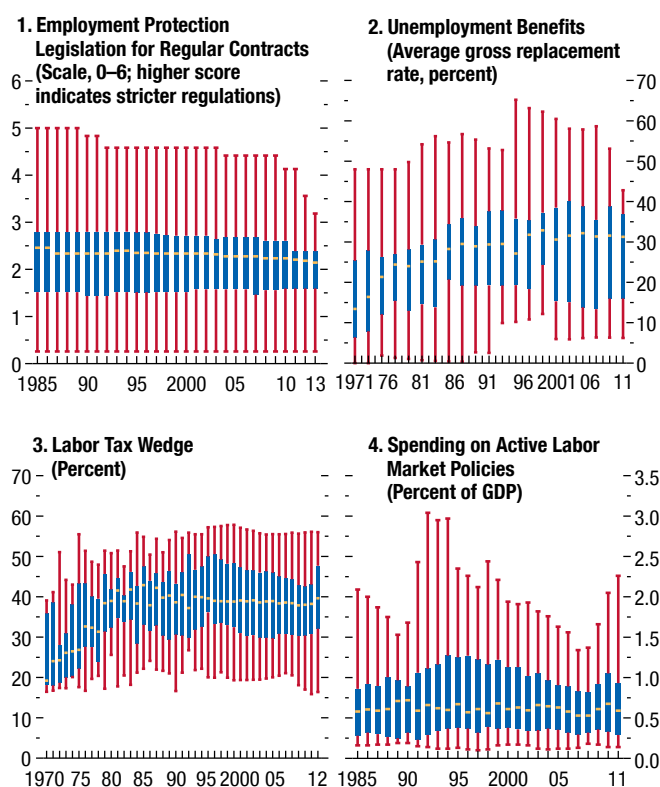 1. Employment Protection
Legislation for Regular Contracts
(Scale, 0–6; higher score
indicates stricter regulations)
6
5
4
3
2
1
0
1985 90 95 2000 05 10 13
2. Unemployment Benefits
(Average gross replacement
rate, percent)
70
60
50
40
30
20
10
0
1971 76 81 86 91 96 2001 06 11
3. Labor Tax Wedge
(Percent)
70
60
50
40
30
20
10
0
1970 75 80 85 90 95 2000 05 12
4. Spending on Active Labor
Market Policies
(Percent of GDP)
3.5
3.0
2.5
2.0
1.5
1.0
0.5
0.0
1985 90 95 2000 05 11